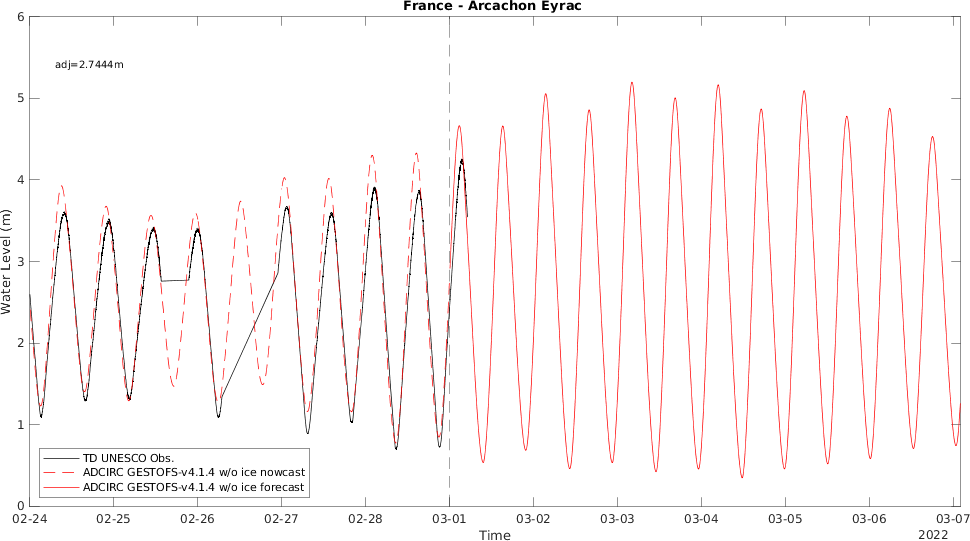 France - Arcachon Eyrac
6
5
4
3
2
1
0
Water Level (m)
adj=2.7444m
TD UNESCO Obs.
ADCIRC GESTOFS-v4.1.4 w/o ice nowcast
ADCIRC GESTOFS-v4.1.4 w/o ice forecast
02-24 02-25 02-26 02-27 02-28 03-01 03-02 03-03 03-04 03-05 03-06 03-07
Time
2022